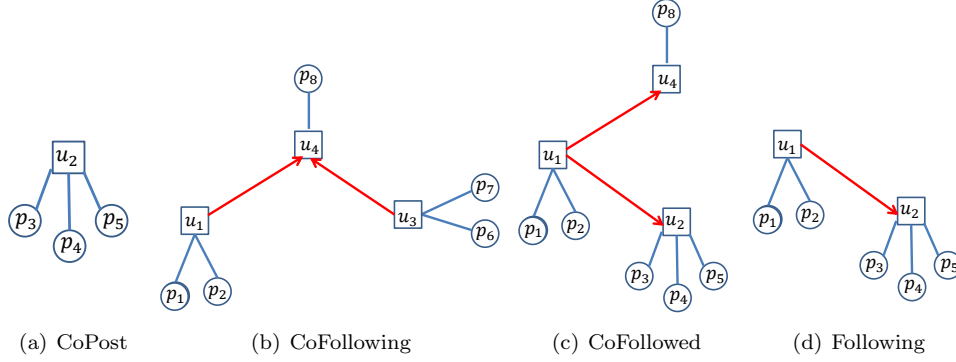 u2
p3
p4
p5
(a) CoPost
p8
u4
u1
u3
p7
p6
p1
p2
(b) CoFollowing
p8
u4
u1
p1
p2
u2
p3
p4
p5
(c) CoFollowed
u1
p1
p2
u2
p3
p4
p5
(d) Following